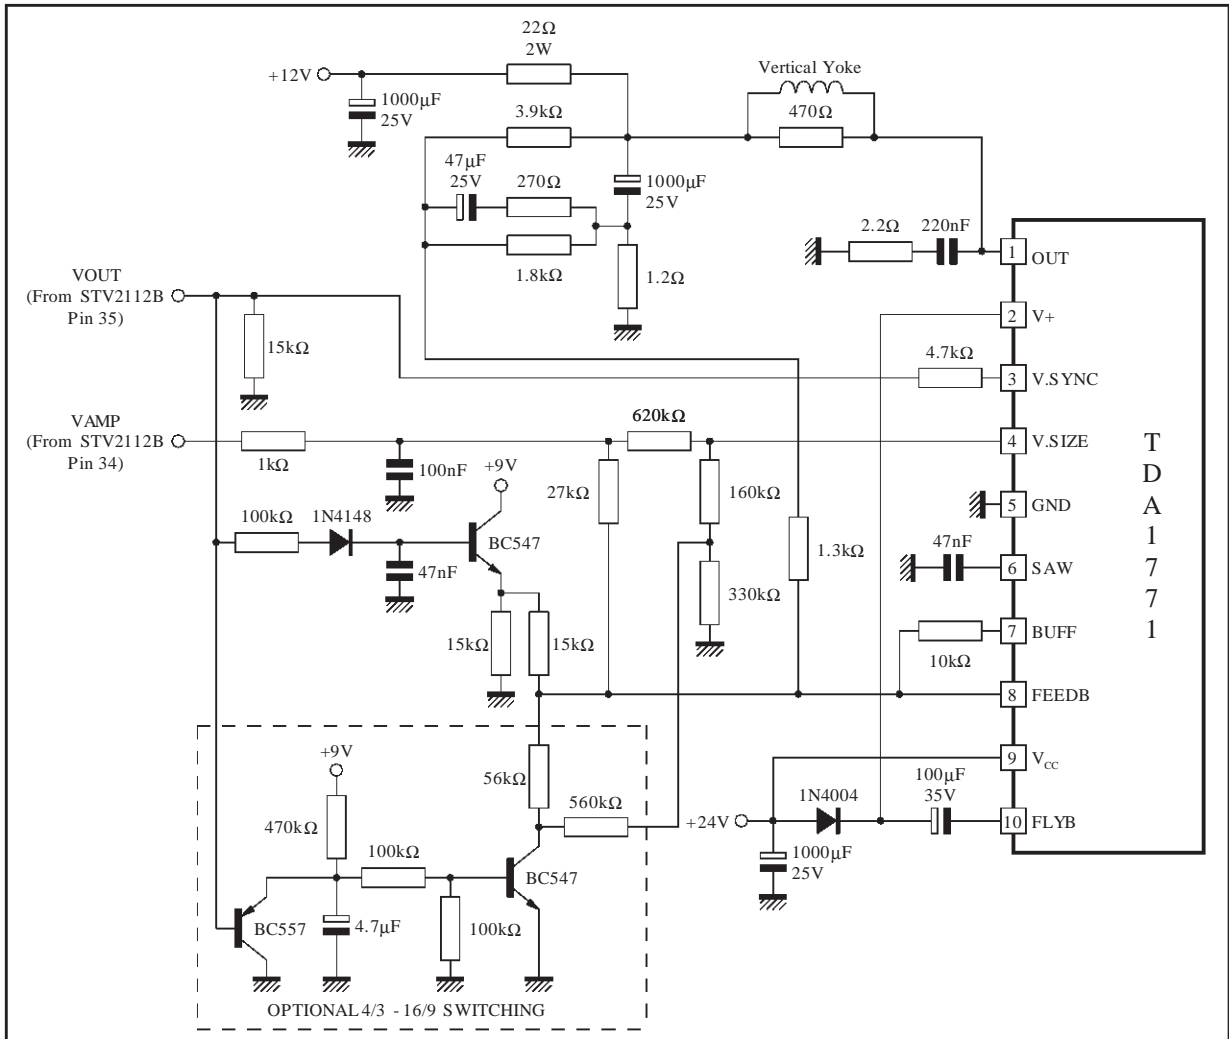 22Ω
2W
+12V
Vertical Yoke
1000μF
25V
3.9kΩ
470Ω
47μF
25V
270Ω
1000μF
25V
2.2Ω
220nF
1
OUT
VOUT
(From STV2112B
Pin 35)
1.8kΩ
1.2Ω
2
V+
15kΩ
4.7kΩ
3
V.SYNC
VAMP
(From STV2112B
Pin 34)
620kΩ
4
V.SIZE
1kΩ
100nF
+9V
27kΩ
160kΩ
5
GND
100kΩ
1N4148
BC547
1.3kΩ
47nF
6
SAW
47nF
330kΩ
7
BUFF
15kΩ
15kΩ
10kΩ
8
FEEDB
T
D
A
1
7
7
1
+9V
56kΩ
9
VCC
100μF
35V
1N4004
560kΩ
+24V
10
FLYB
470kΩ
100kΩ
1000μF
25V
BC547
BC557
4.7μF
100kΩ
OPTIONAL 4/3 - 16/9 SWITCHING